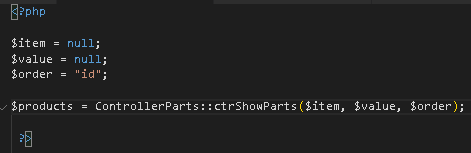 <?php
$item = null;
$value = null;
$order = "id";
$products = ControllerParts::ctrShowParts($item, $value, $order);
?>